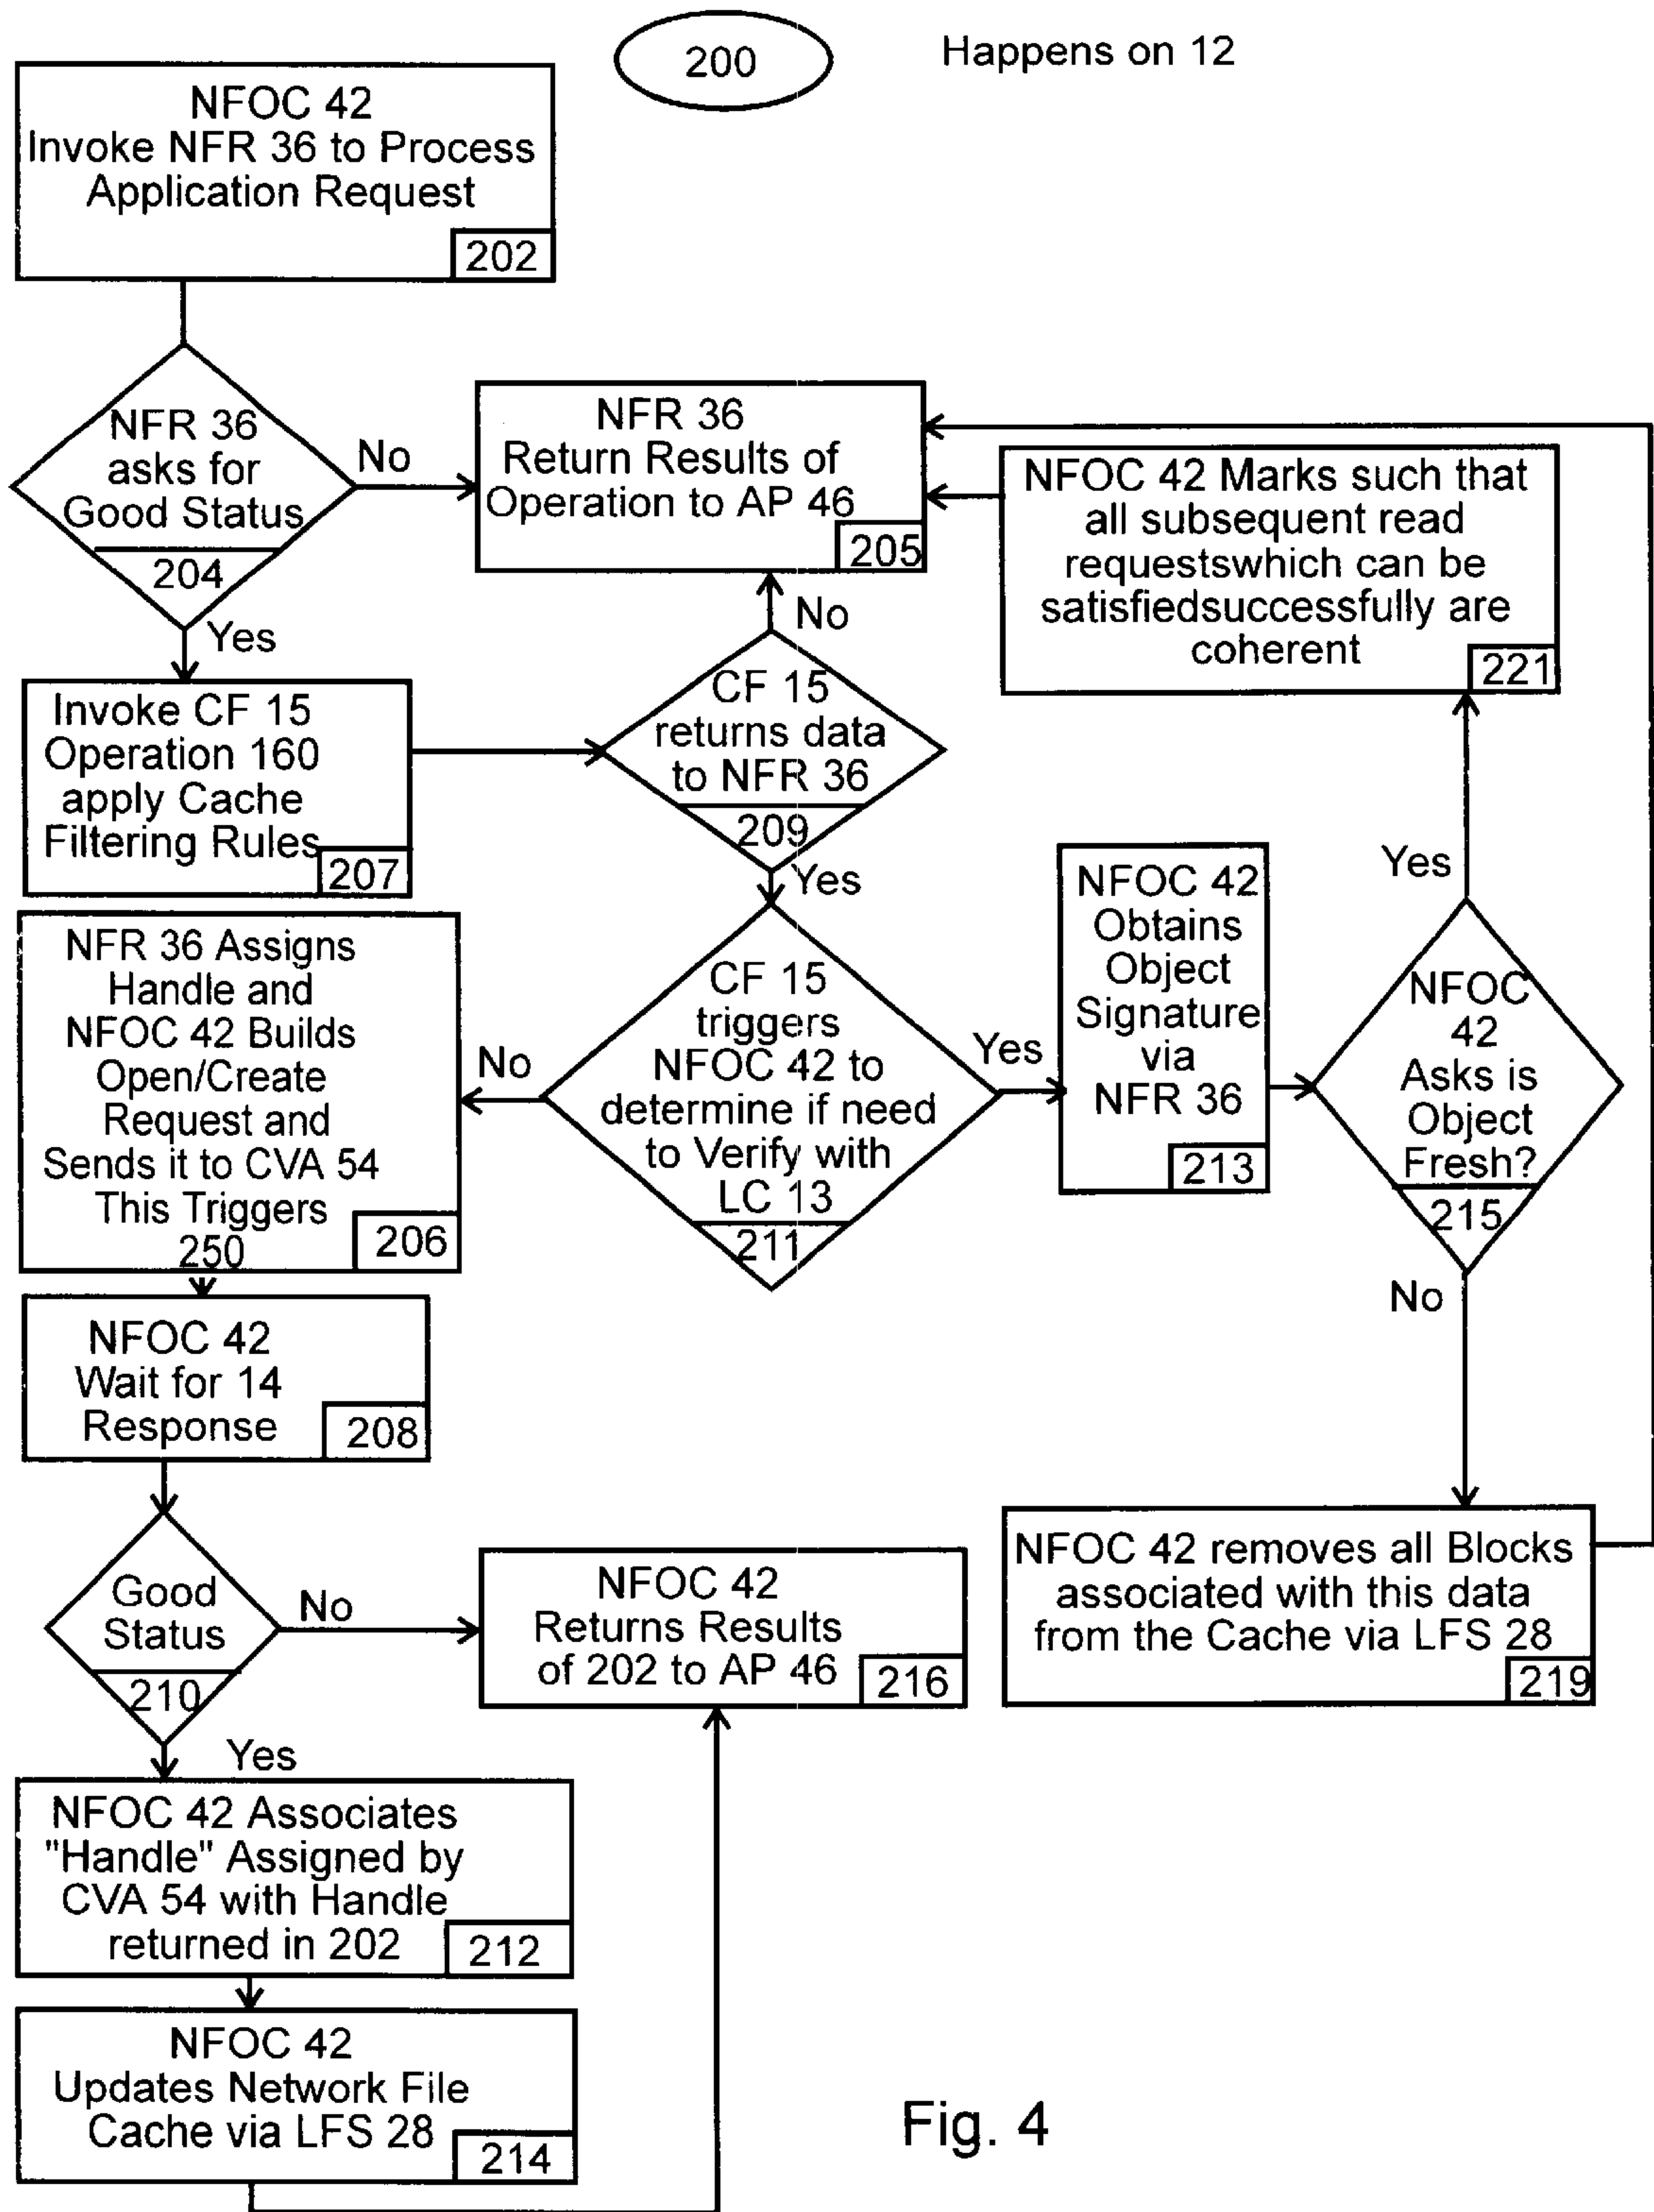 200
Happens on 12
NFOC 42
Invoke NFR 36 to Process
Application Request
202
NFR 36
asks for
Good Status
204
No
Yes
NFR 36
Return Results of
Operation to AP 46
205
NFOC 42 Marks such that
all subsequent read
requestswhich can be
satisfiedsuccessfully are
coherent
221
Invoke CF 15
Operation 160
apply Cache
Filtering Rules
207
No
CF 15
returns data
to NFR 36
209
Yes
NFR 36 Assigns
Handle and
NFOC 42 Builds
Open/Create
Request and
Sends it to CVA 54
This Triggers
250
206
No
CF 15
triggers
NFOC 42 to
determine if need
to Verify with
LC 13
211
Yes
NFOC 42
Obtains
Object
Signature
via
NFR 36
213
Yes
NFOC
42
Asks is
Object
Fresh?
215
No
NFOC 42
Wait for 14
Response
208
Good
Status
210
No
Yes
NFOC 42
Returns Results
of 202 to AP 46
216
NFOC 42 removes all Blocks
associated with this data
from the Cache via LFS 28
219
NFOC 42 Associates
"Handle" Assigned by
CVA 54 with Handle
returned in 202
212
NFOC 42
Updates Network File
Cache via LFS 28
214
Fig. 4